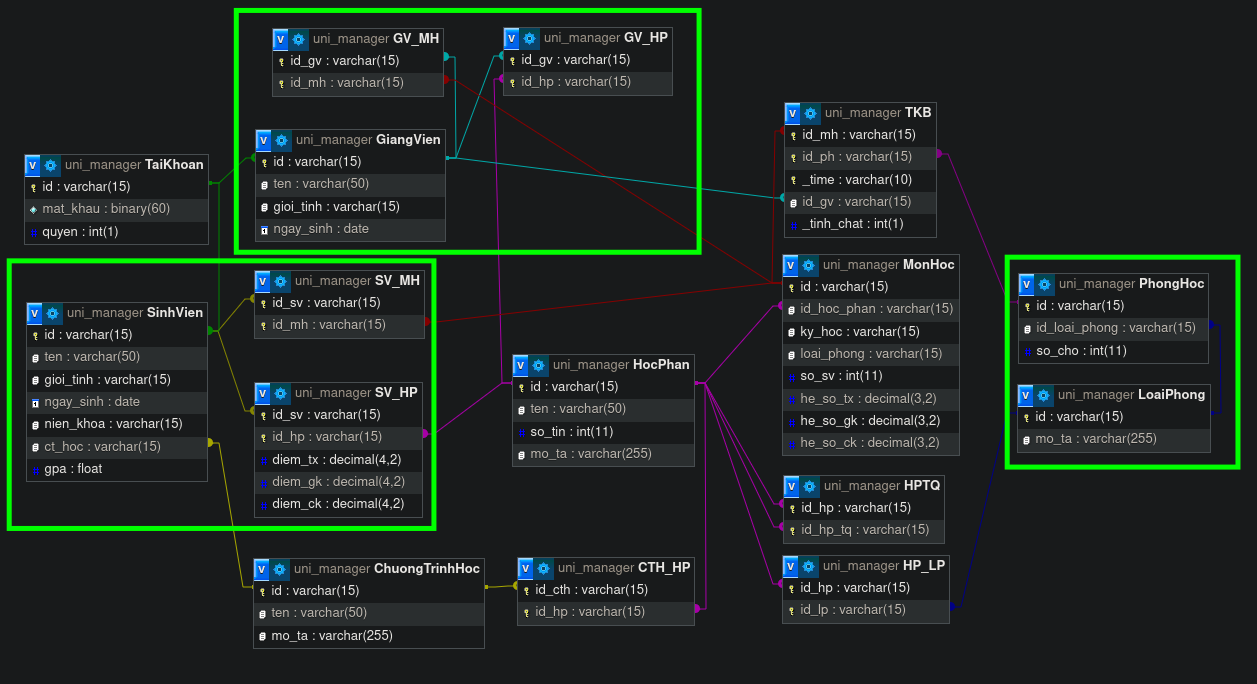 uni_manager GV_MH
id_gv : varchar(15)
id_mh : varchar(15)
uni_manager GV_HP
id_gv : varchar(15)
id_hp : varchar(15)
uni_manager GiangVien
id : varchar(15)
ten : varchar(50)
gioi_tinh : varchar(15)
ngay_sinh : date
uni_manager TaiKhoan
id : varchar(15)
mat_khau : binary(60)
quyen : int(1)
uni_manager TKB
id_mh : varchar(15)
id_ph : varchar(15)
_time : varchar(10)
id_gv : varchar(15)
_tinh_chat : int(1)
uni_manager SV_MH
id_sv : varchar(15)
id_mh : varchar(15)
uni_manager SinhVien
id : varchar(15)
ten : varchar(50)
gioi_tinh : varchar(15)
ngay_sinh : date
nien_khoa : varchar(15)
ct_hoc : varchar(15)
gpa : float
uni_manager SV_HP
id_sv : varchar(15)
id_hp : varchar(15)
diem_tx : decimal(4,2)
diem_gk : decimal(4,2)
diem_ck : decimal(4,2)
uni_manager HocPhan
id : varchar(15)
ten : varchar(50)
so_tin : int(11)
mo_ta : varchar(255)
uni_manager MonHoc
id : varchar(15)
id_hoc_phan : varchar(15)
ky_hoc : varchar(15)
loai_phong : varchar(15)
so_sv : int(11)
he_so_tx : decimal(3,2)
he_so_gk : decimal(3,2)
he_so_ck : decimal(3,2)
uni_manager PhongHoc
id : varchar(15)
id_loai_phong : varchar(15)
so_cho : int(11)
uni_manager LoaiPhong
id : varchar(15)
mo_ta : varchar(255)
uni_manager HPTQ
id_hp : varchar(15)
id_hp_tq : varchar(15)
uni_manager HP_LP
id_hp : varchar(15)
id_lp : varchar(15)
uni_manager ChuongTrinhHoc
id : varchar(15)
ten : varchar(50)
mo_ta : varchar(255)
uni_manager CTH_HP
id_cth : varchar(15)
id_hp : varchar(15)